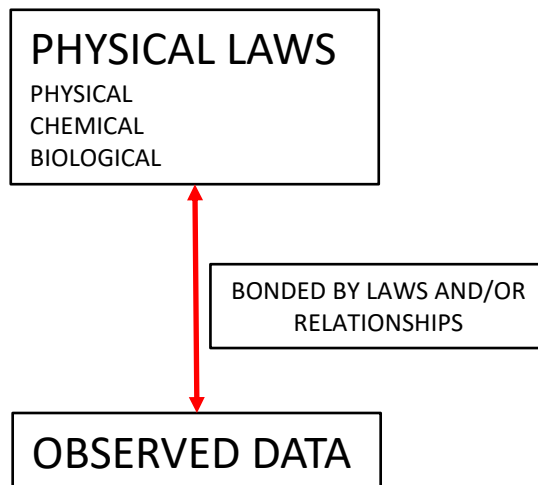 PHYSICAL LAWS
PHYSICAL
CHEMICAL
BIOLOGICAL
BONDED BY LAWS AND/OR
RELATIONSHIPS
OBSERVED DATA